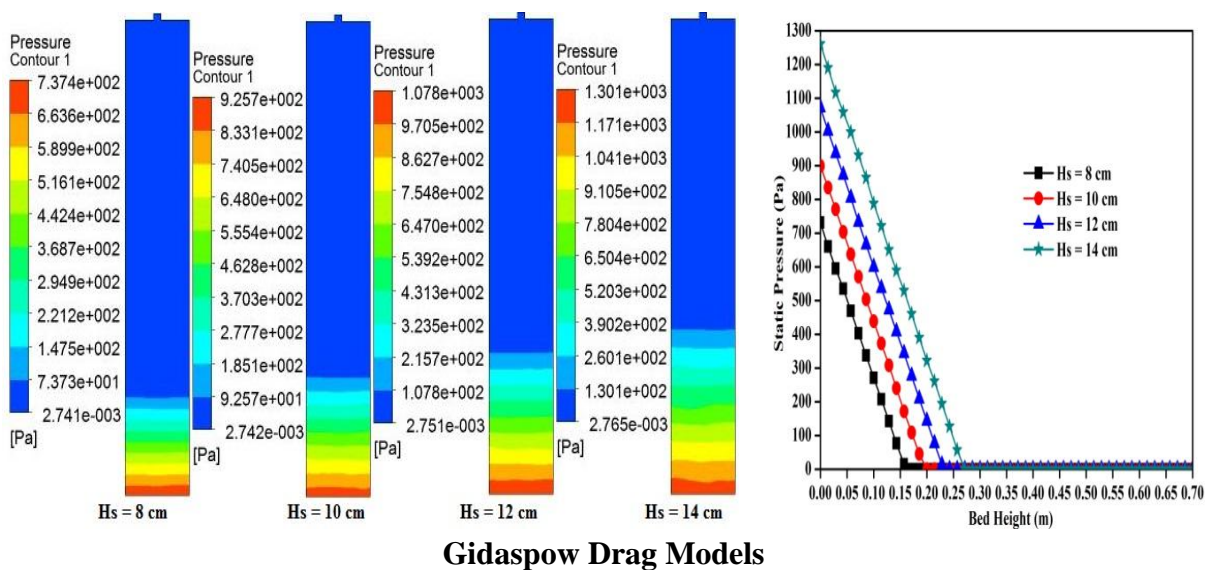 Pressure
Contour 1
7.374e+002
6.636e+002
5.899e+002
5.161e+002
4.424e+002
3.687e+002
2.949e+002
2.212e+002
1.475e+002
7.373e+001
2.741e-003
[Pa]
Hs = 8 cm
Pressure
Contour 1
9.257e+002
8.331e+002
7.405e+002
6.480e+002
5.554e+002
4.628e+002
3.703e+002
2.777e+002
1.851e+002
9.257e+001
2.742e-003
[Pa]
Hs = 10 cm
Pressure
Contour 1
1.078e+003
9.705e+002
8.627e+002
7.548e+002
6.470e+002
5.392e+002
4.313e+002
3.235e+002
2.157e+002
1.078e+002
2.751e-003
[Pa]
Hs = 12 cm
Pressure
Contour 1
1.301e+003
1.171e+003
1.041e+003
9.105e+002
7.804e+002
6.504e+002
5.203e+002
3.902e+002
2.601e+002
1.301e+002
2.765e-003
[Pa]
Hs = 14 cm
Static Pressure (Pa)
1300
1200
1100
1000
900
800
700
600
500
400
300
200
100
0
Hs = 8 cm
Hs = 10 cm
Hs = 12 cm
Hs = 14 cm
0.00 0.05 0.10 0.15 0.20 0.25 0.30 0.35 0.40 0.45 0.50 0.55 0.60 0.65 0.70
Bed Height (m)
Gidaspow Drag Models